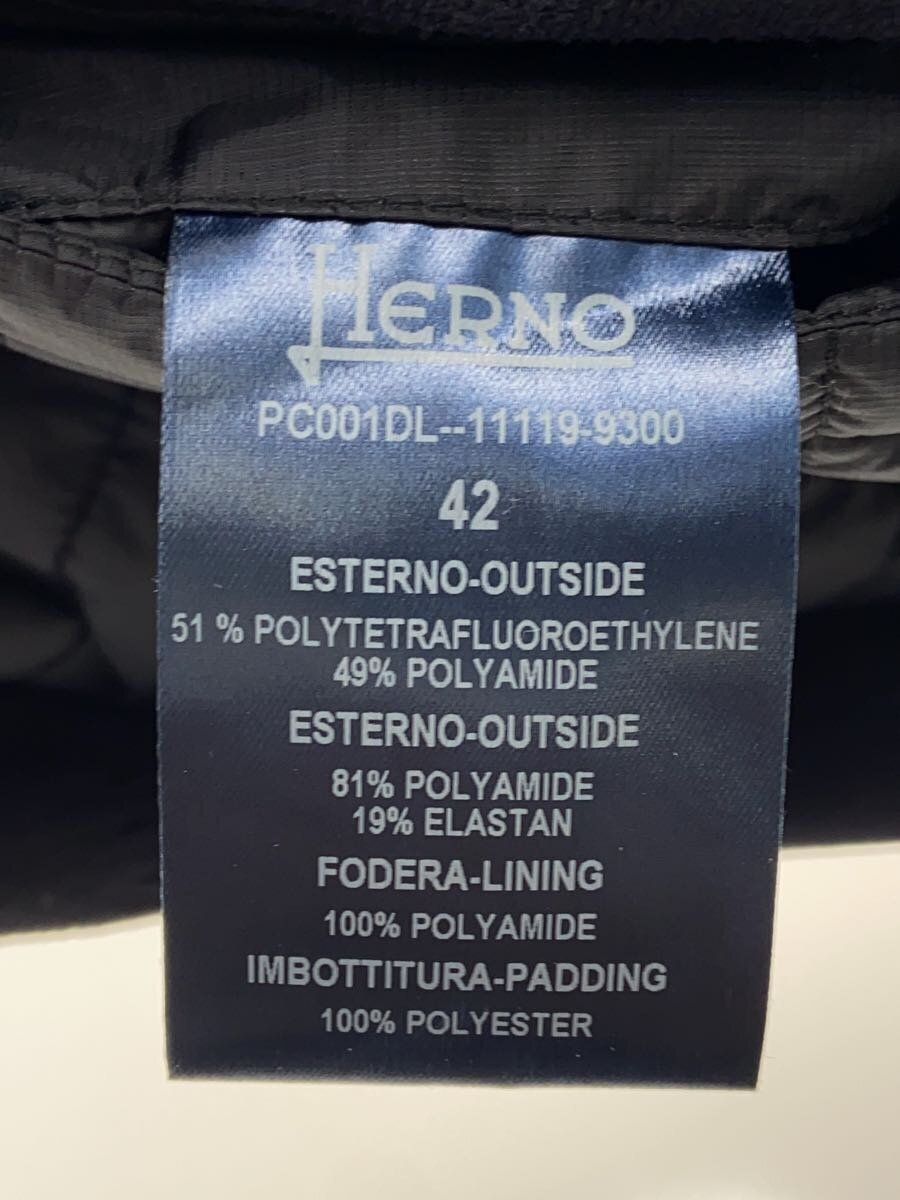 HERNO
PC001DL--11119-9300
42
ESTERNO-OUTSIDE
51 % POLYTETRAFLUOROETHYLENE
49% POLYAMIDE
ESTERNO-OUTSIDE
81% POLYAMIDE
19% ELASTAN
FODERA-LINING
100% POLYAMIDE
IMBOTTITURA-PADDING
100% POLYESTER